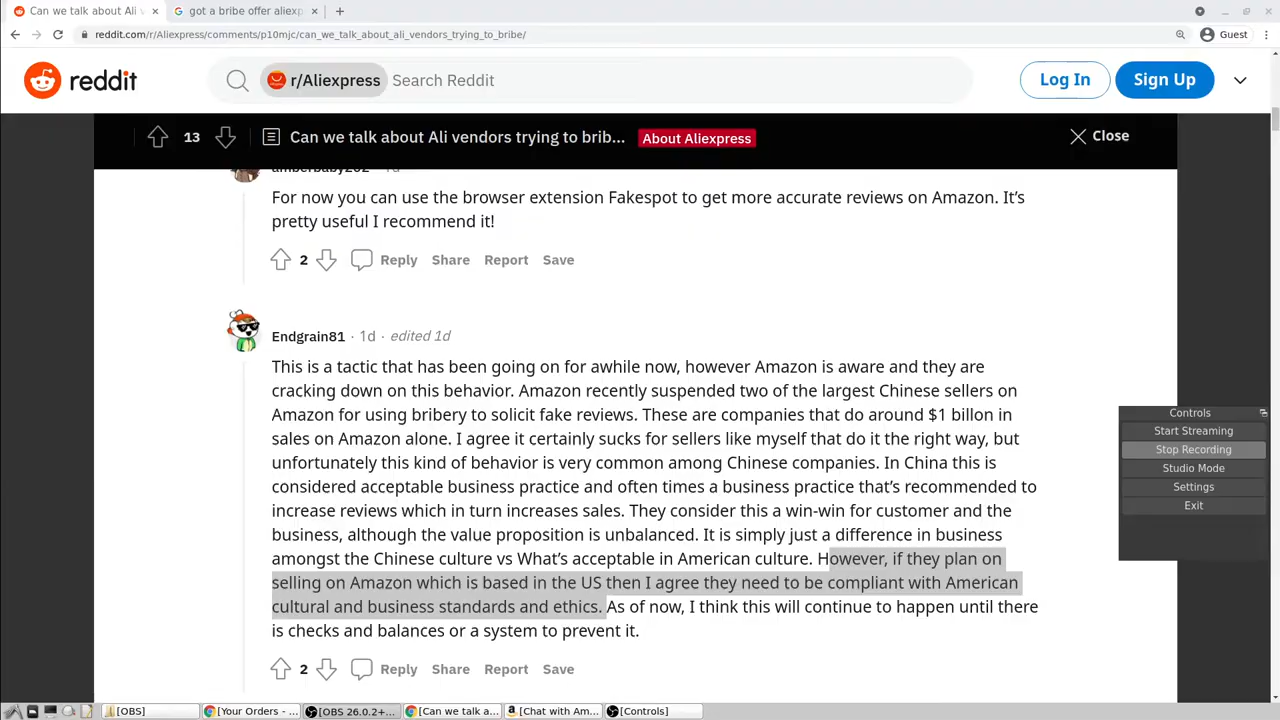 Can we talk about Ali v
got a bribe offer aliexp
reddit.com/r/Aliexpress/comments/p10mjc/can_we_talk_about_ali_vendors_trying_to_bribe/
Guest
reddit
r/Aliexpress
Search Reddit
Log In
Sign Up
13
Can we talk about Ali vendors trying to brib...
About Aliexpress
Close
For now you can use the browser extension Fakespot to get more accurate reviews on Amazon. It's
pretty useful I recommend it!
2
Reply
Share
Report
Save
Endgrain81 · 1d · edited 1d
This is a tactic that has been going on for awhile now, however Amazon is aware and they are
cracking down on this behavior. Amazon recently suspended two of the largest Chinese sellers on
Amazon for using bribery to solicit fake reviews. These are companies that do around $1 billon in
sales on Amazon alone. I agree it certainly sucks for sellers like myself that do it the right way, but
unfortunately this kind of behavior is very common among Chinese companies. In China this is
considered acceptable business practice and often times a business practice that's recommended to
increase reviews which in turn increases sales. They consider this a win-win for customer and the
business, although the value proposition is unbalanced. It is simply just a difference in business
amongst the Chinese culture vs What's acceptable in American culture. However, if they plan on
selling on Amazon which is based in the US then I agree they need to be compliant with American
cultural and business standards and ethics. As of now, I think this will continue to happen until there
is checks and balances or a system to prevent it.
2
Reply
Share
Report
Save
Controls
Start Streaming
Stop Recording
Studio Mode
Settings
Exit
[OBS]
[Your Orders - ...
[OBS 26.0.2+...
[Can we talk a...
[Chat with Am...
[Controls]